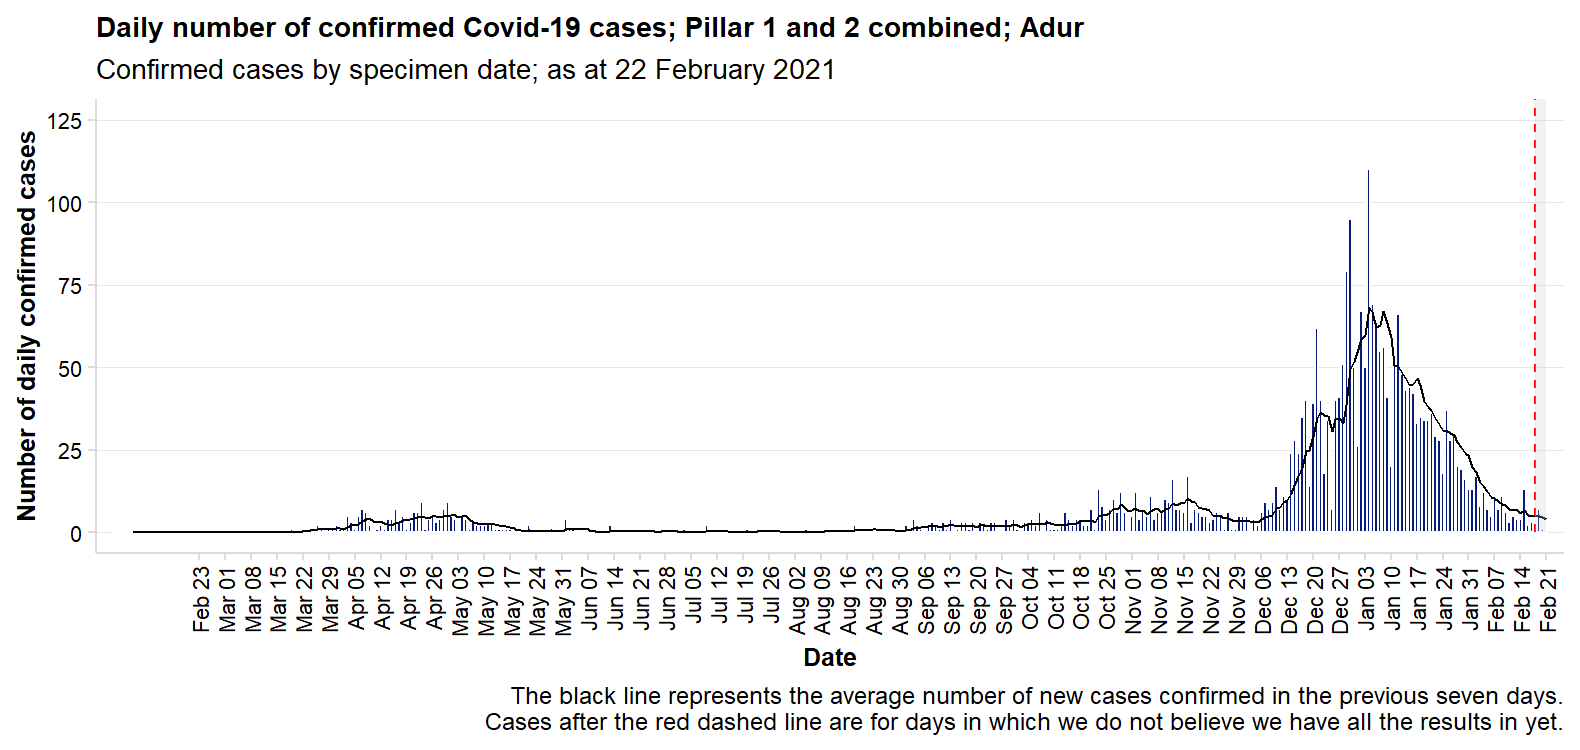 Daily number of confirmed Covid-19 cases; Pillar 1 and 2 combined; Adur
Confirmed cases by specimen date; as at 22 February 2021
Number of daily confirmed cases
125
100
75
50
25
0
Feb 23
Mar 01
Mar 08
Mar 15
Mar 22
Mar 29
Apr 05
Apr 12
Apr 19
Apr 26
May 03
May 10
May 17
May 24
May 31
Jun 07
Jun 14
Jun 21
Jun 28
Jul 05
Jul 12
Jul 19
Jul 26
Aug 02
Aug 09
Aug 16
Aug 23
Aug 30
Sep 06
Sep 13
Sep 20
Sep 27
Oct 04
Oct 11
Oct 18
Oct 25
Nov 01
Nov 08
Nov 15
Nov 22
Nov 29
Dec 06
Dec 13
Dec 20
Dec 27
Jan 03
Jan 10
Jan 17
Jan 24
Jan 31
Feb 07
Feb 14
Feb 21
Date
The black line represents the average number of new cases confirmed in the previous seven days.
Cases after the red dashed line are for days in which we do not believe we have all the results in yet.